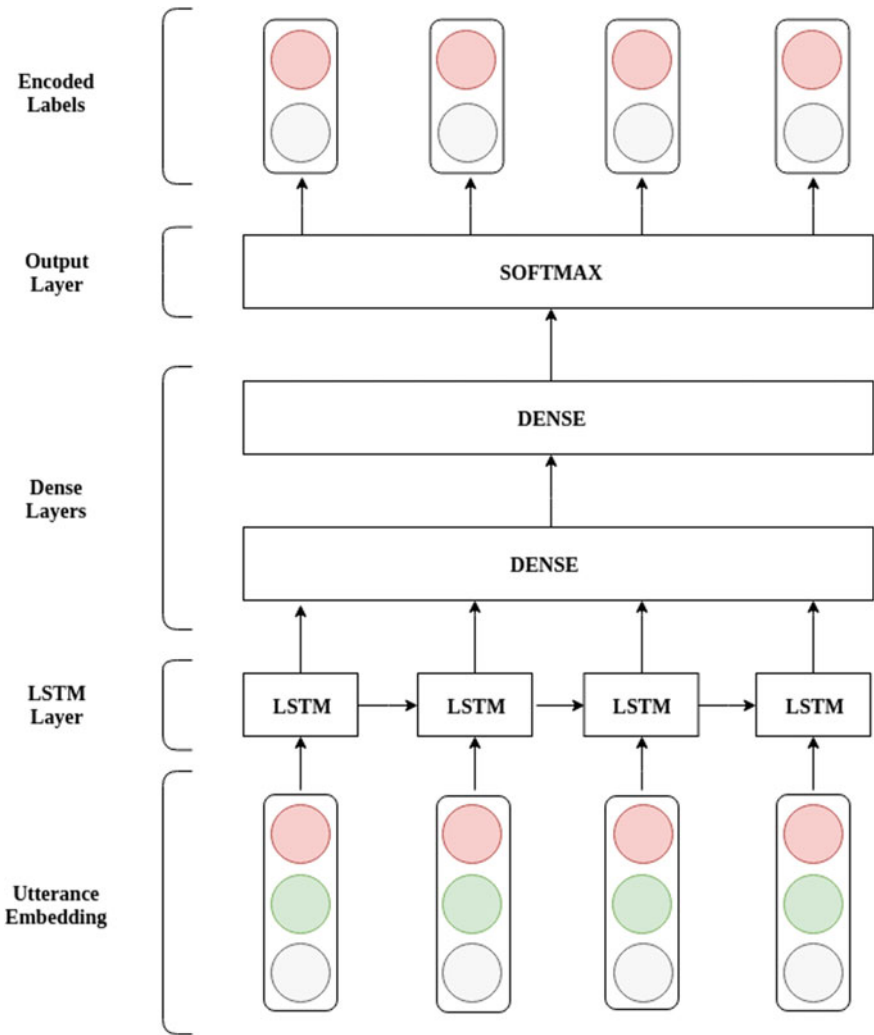 Encoded
Labels
Output
Layer
SOFTMAX
DENSE
Dense
Layers
DENSE
LSTM
Layer
LSTM
LSTM
LSTM
LSTM
Utterance
Embedding